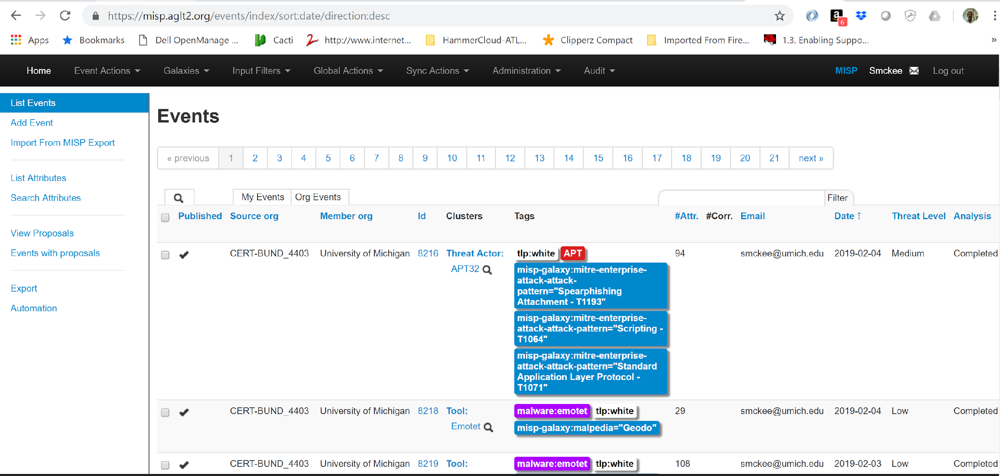 https://misp.aglt2.org/events/index/sort:date/direction:desc
a
6
Apps Bookmarks Dell OpenManage ... Cacti http://www.internet... HammerCloud-ATL... Clipperz Compact Imported From Fire... 1.3. Enabling Suppo... »
Home Event Actions Galaxies Input Filters Global Actions Sync Actions Administration Audit MISP Smckee Log out
List Events
Add Event
Import From MISP Export
List Attributes
Search Attributes
View Proposals
Events with proposals
Export
Automation
Events
« previous 1 2 3 4 5 6 7 8 9 10 11 12 13 14 15 16 17 18 19 20 21 next »
My Events Org Events Filter
Published Source org Member org Id Clusters Tags #Attr. #Corr. Email Date Threat Level Analysis
CERT-BUND_4403 University of Michigan 8216 Threat Actor: tlp:white APT 94 smckee@umich.edu 2019-02-04 Medium Completed
APT32
misp-galaxy:mitre-enterprise-
attack-attack-
pattern="Spearphishing
Attachment - T1193"
misp-galaxy:mitre-enterprise-
attack-attack-pattern="Scripting -
T1064"
misp-galaxy:mitre-enterprise-
attack-attack-pattern="Standard
Application Layer Protocol -
T1071"
CERT-BUND_4403 University of Michigan 8218 Tool: malware:emotet tlp:white 29 smckee@umich.edu 2019-02-04 Low Completed
Emotet misp-galaxy:malpedia="Geodo"
CERT-BUND_4403 University of Michigan 8219 Tool: malware:emotet tlp:white 108 smckee@umich.edu 2019-02-03 Low Completed